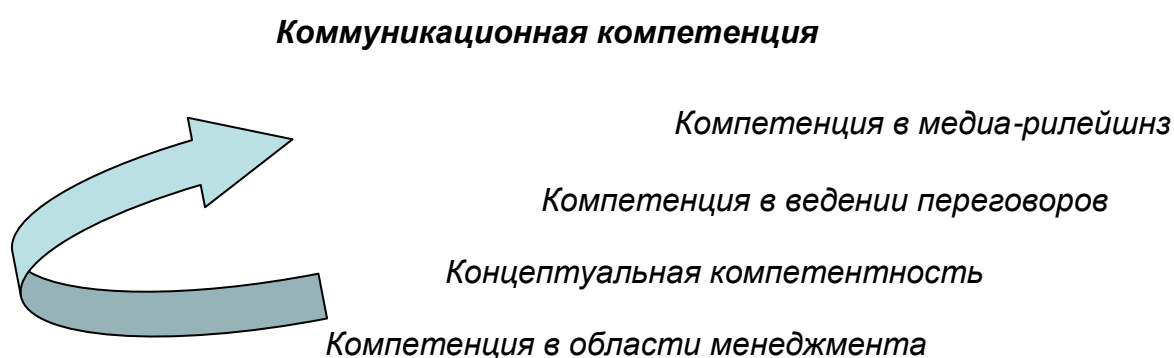 Коммуникационная компетенция
Компетенция в медиа-рилейшнз
Компетенция в ведении переговоров
Концептуальная компетентность
Компетенция в области менеджмента